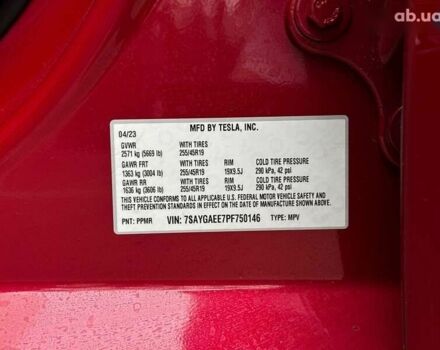 ab.ua
MFD BY TESLA, INC.
04/23
GVWR WITH TIRES
2571 kg (5669 lb) 255/45R19
GAWR FRT WITH TIRES RIM COLD TIRE PRESSURE
1363 kg (3004 lb) 255/45R19 19X9.5J 290 kPa, 42 psi
GAWR RR WITH TIRES RIM COLD TIRE PRESSURE
1636 kg (3606 lb) 255/45R19 19X9.5J 290 kPa, 42 psi
THIS VEHICLE CONFORMS TO ALL APPLICABLE U.S. FEDERAL MOTOR VEHICLE SAFETY AND
THEFT PREVENTION STANDARDS IN EFFECT ON THE DATE OF MANUFACTURE SHOWN ABOVE.
PNT: PPMR VIN: 7SAYGAEE7PF750146 TYPE: MPV